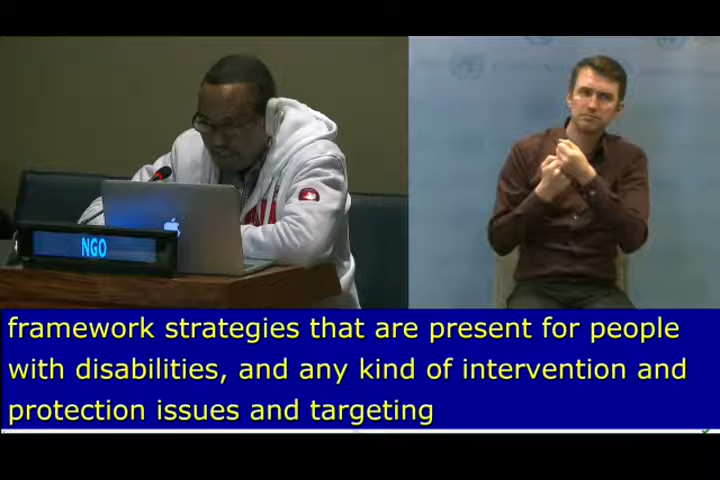 NGO
framework strategies that are present for people
with disabilities, and any kind of intervention and
protection issues and targeting